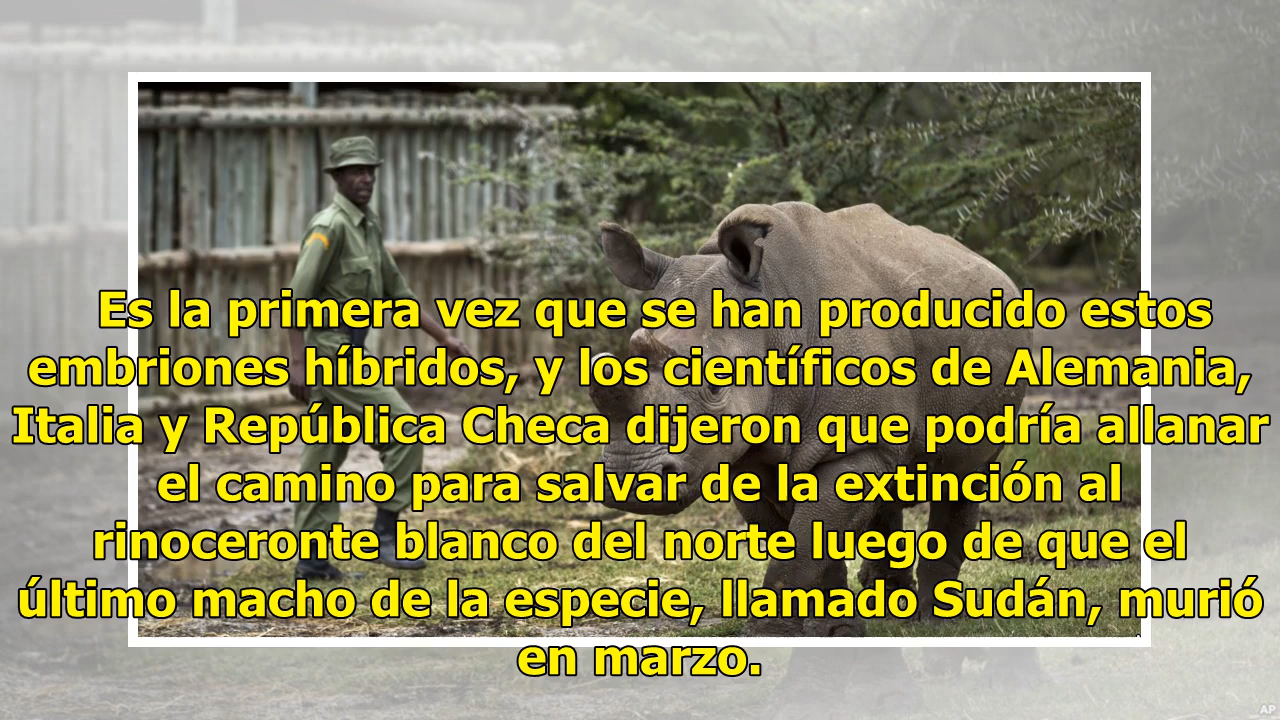 Es la primera vez que se han producido estos
embriones híbridos, y los científicos de Alemania,
Italia y República Checa dijeron que podría allanar
el camino para salvar de la extinción al
rinoceronte blanco del norte luego de que el
último macho de la especie, llamado Sudán, murió
en marzo.
AP